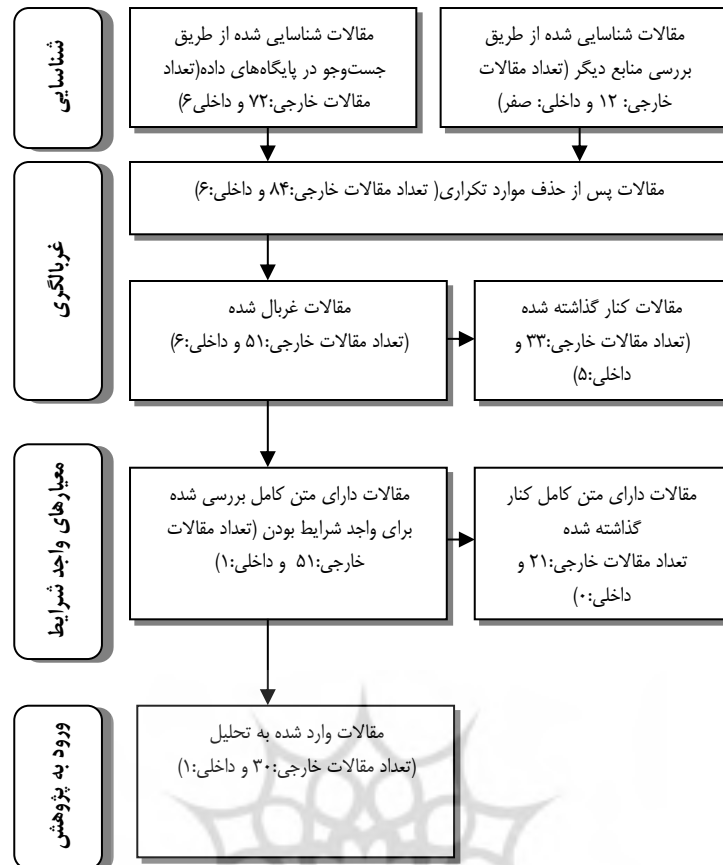 شناسایی
مقالات شناسایی شده از طریق
بررسی منابع دیگر (تعداد مقالات
خارجی: ۱۲ و داخلی: صفر)
مقالات شناسایی شده از طریق
جست‌وجو در پایگاه‌های داده(تعداد
مقالات خارجی:۷۲ و داخلی۶)
غربالگری
مقالات پس از حذف موارد تکراری( تعداد مقالات خارجی:۸۴ و داخلی:۶)
مقالات غربال شده
(تعداد مقالات خارجی:۵۱ و داخلی:۶)
مقالات کنار گذاشته شده
(تعداد مقالات خارجی:۳۳ و
داخلی:۵)
معیارهای واجد شرایط
مقالات دارای متن کامل بررسی شده
برای واجد شرایط بودن (تعداد مقالات
خارجی:۵۱ و داخلی:۱)
مقالات دارای متن کامل کنار
گذاشته شده
تعداد مقالات خارجی:۲۱ و
داخلی:۰)
ورود به پژوهش
مقالات وارد شده به تحلیل
(تعداد مقالات خارجی:۳۰ و داخلی:۱)